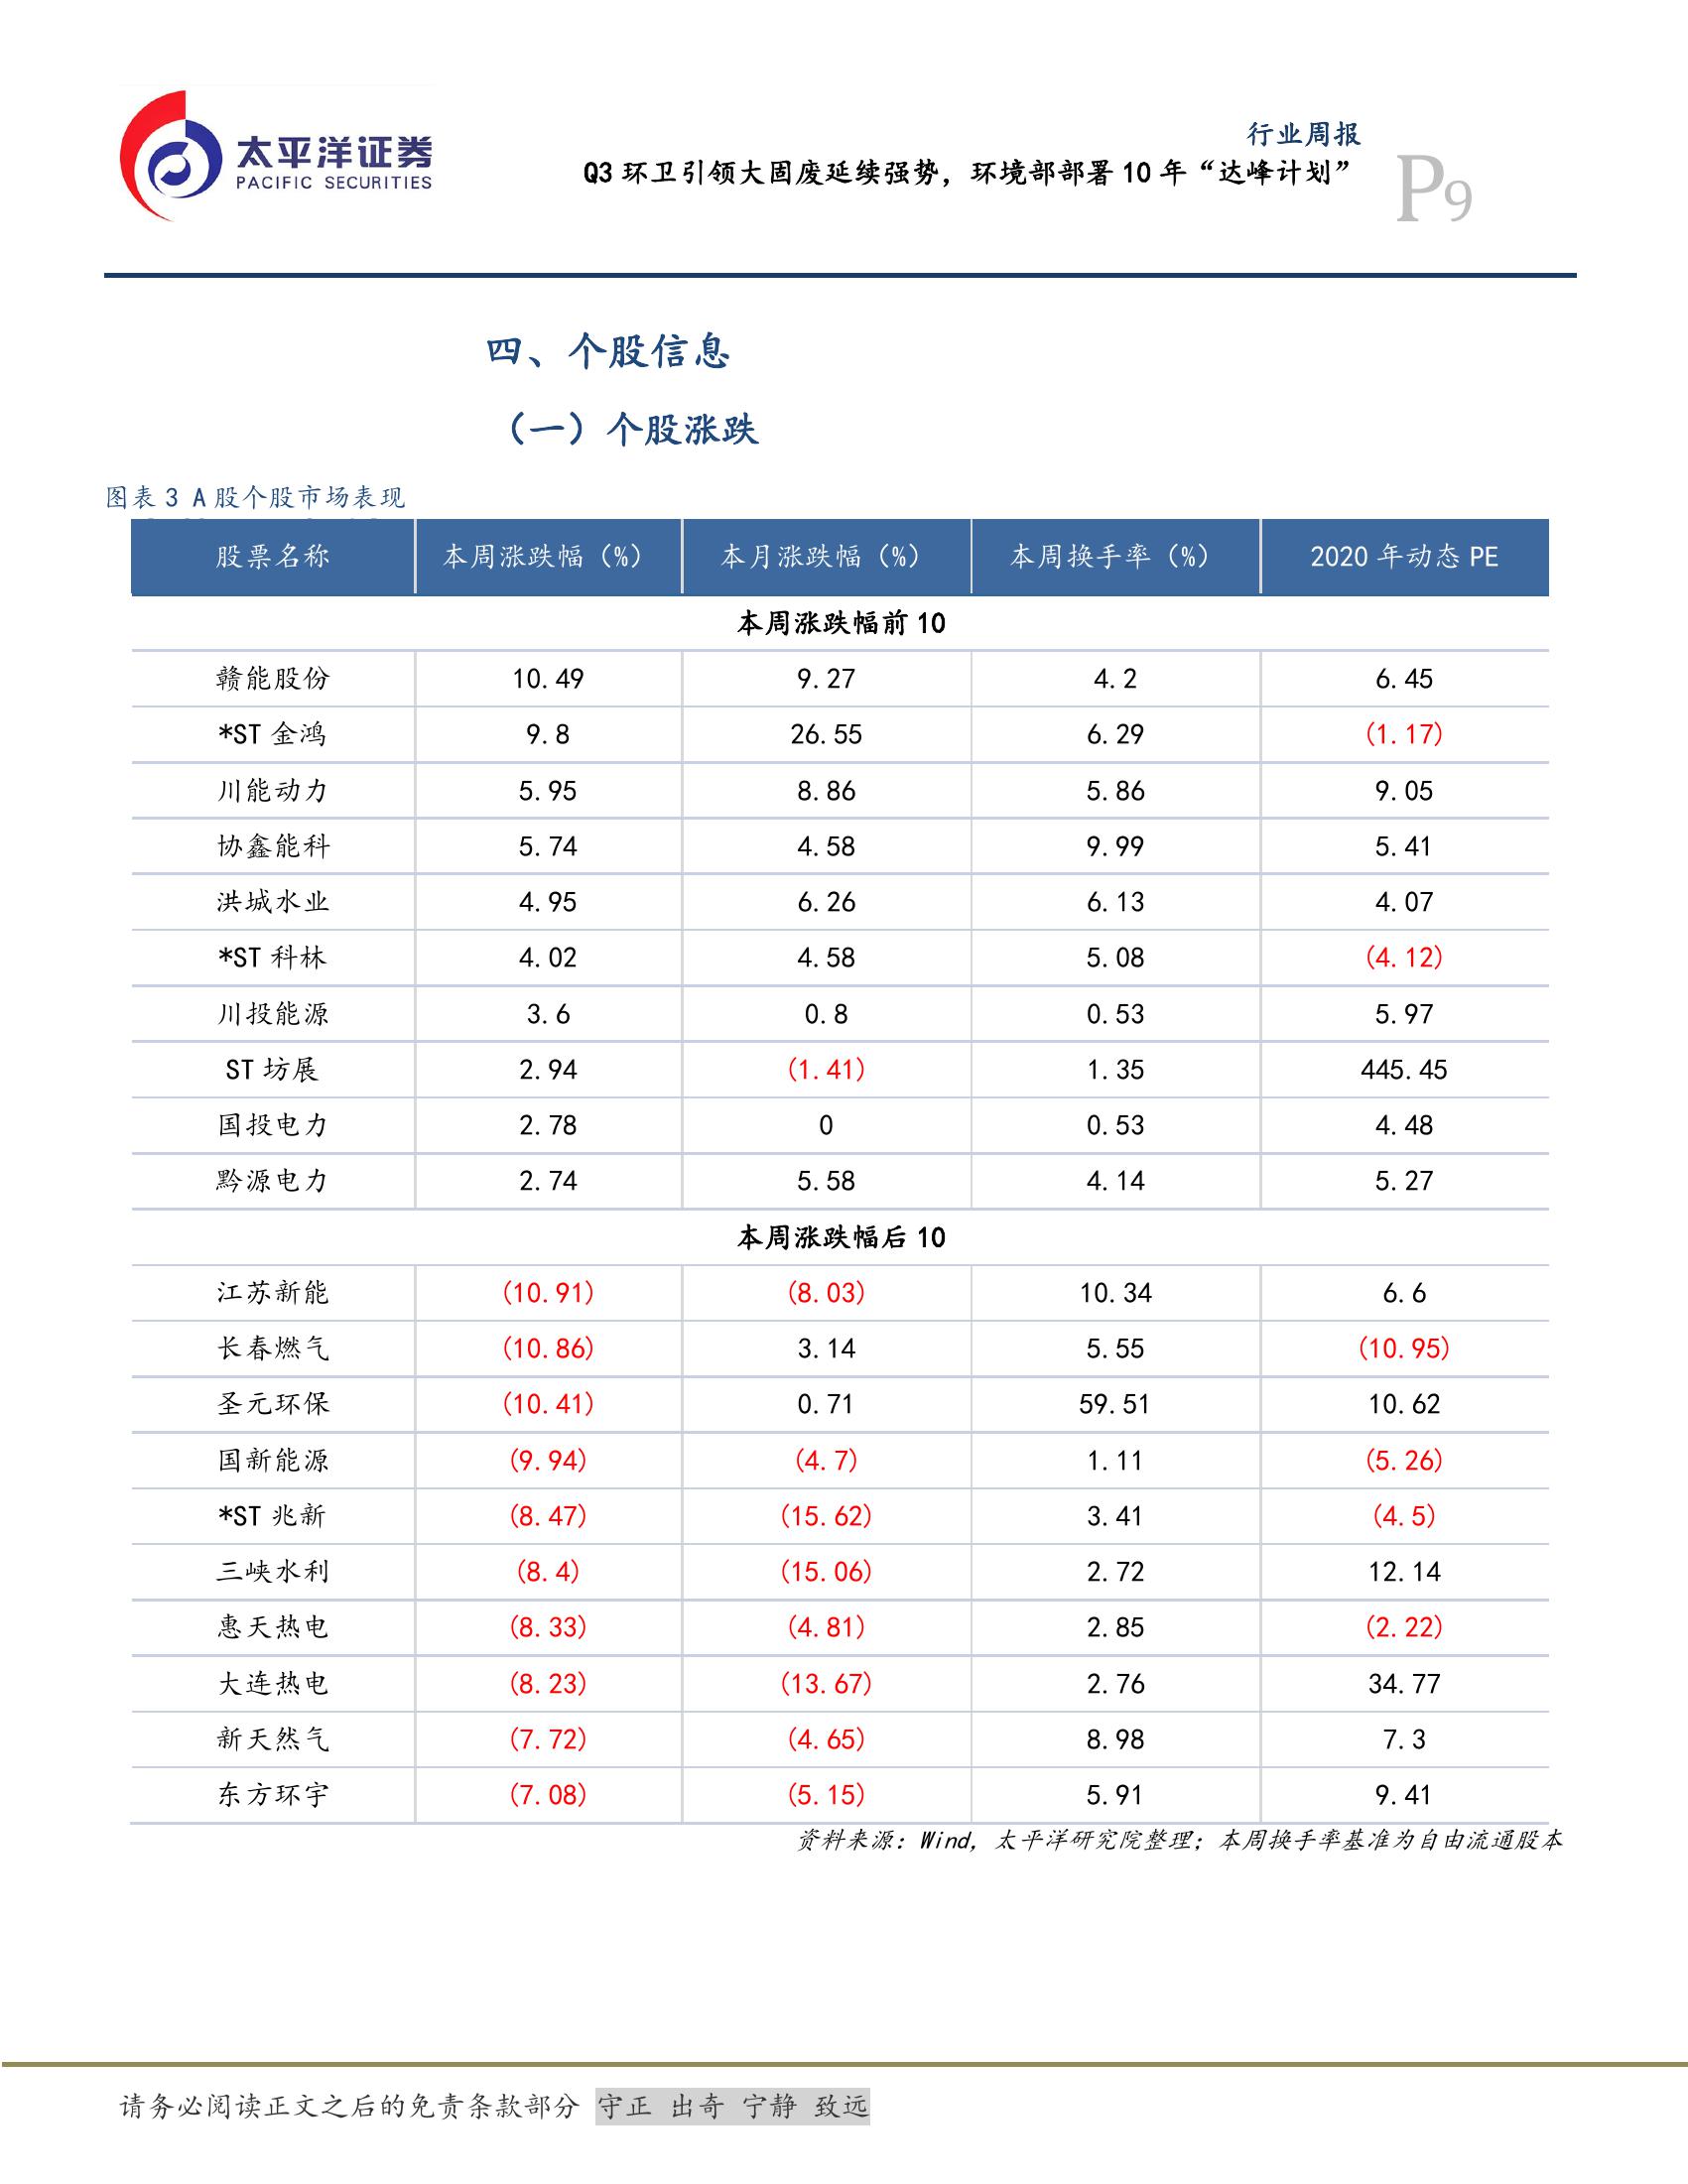 太平洋证券
PACIFIC SECURITIES
行业周报
Q3 环卫引领大固废延续强势，环境部部署 10 年“达峰计划”
P9
四、个股信息
（一）个股涨跌
图表 3 A 股个股市场表现
股票名称 本周涨跌幅（%） 本月涨跌幅（%） 本周换手率（%） 2020 年动态 PE
本周涨跌幅前 10
赣能股份 10.49 9.27 4.2 6.45
*ST 金鸿 9.8 26.55 6.29 (1.17)
川能动力 5.95 8.86 5.86 9.05
协鑫能科 5.74 4.58 9.99 5.41
洪城水业 4.95 6.26 6.13 4.07
*ST 科林 4.02 4.58 5.08 (4.12)
川投能源 3.6 0.8 0.53 5.97
ST 坊展 2.94 (1.41) 1.35 445.45
国投电力 2.78 0 0.53 4.48
黔源电力 2.74 5.58 4.14 5.27
本周涨跌幅后 10
江苏新能 (10.91) (8.03) 10.34 6.6
长春燃气 (10.86) 3.14 5.55 (10.95)
圣元环保 (10.41) 0.71 59.51 10.62
国新能源 (9.94) (4.7) 1.11 (5.26)
*ST 兆新 (8.47) (15.62) 3.41 (4.5)
三峡水利 (8.4) (15.06) 2.72 12.14
惠天热电 (8.33) (4.81) 2.85 (2.22)
大连热电 (8.23) (13.67) 2.76 34.77
新天然气 (7.72) (4.65) 8.98 7.3
东方环宇 (7.08) (5.15) 5.91 9.41
资料来源：Wind，太平洋研究院整理；本周换手率基准为自由流通股本
请务必阅读正文之后的免责条款部分 守正 出奇 宁静 致远